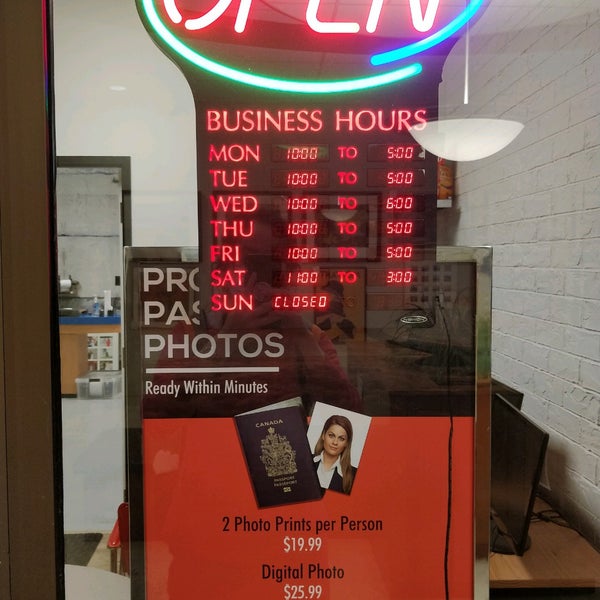 OPEN
BUSINESS HOURS
MON 10:00 TO 5:00
TUE 10:00 TO 5:00
WED 10:00 TO 6:00
THU 10:00 TO 5:00
FRI 10:00 TO 5:00
SAT 11:00 TO 3:00
SUN CLOSED
PRO
PAS
PHOTOS
Ready Within Minutes
CANADA
PASSPORT
PASSEPORT
2 Photo Prints per Person
$19.99
Digital Photo
$25.99